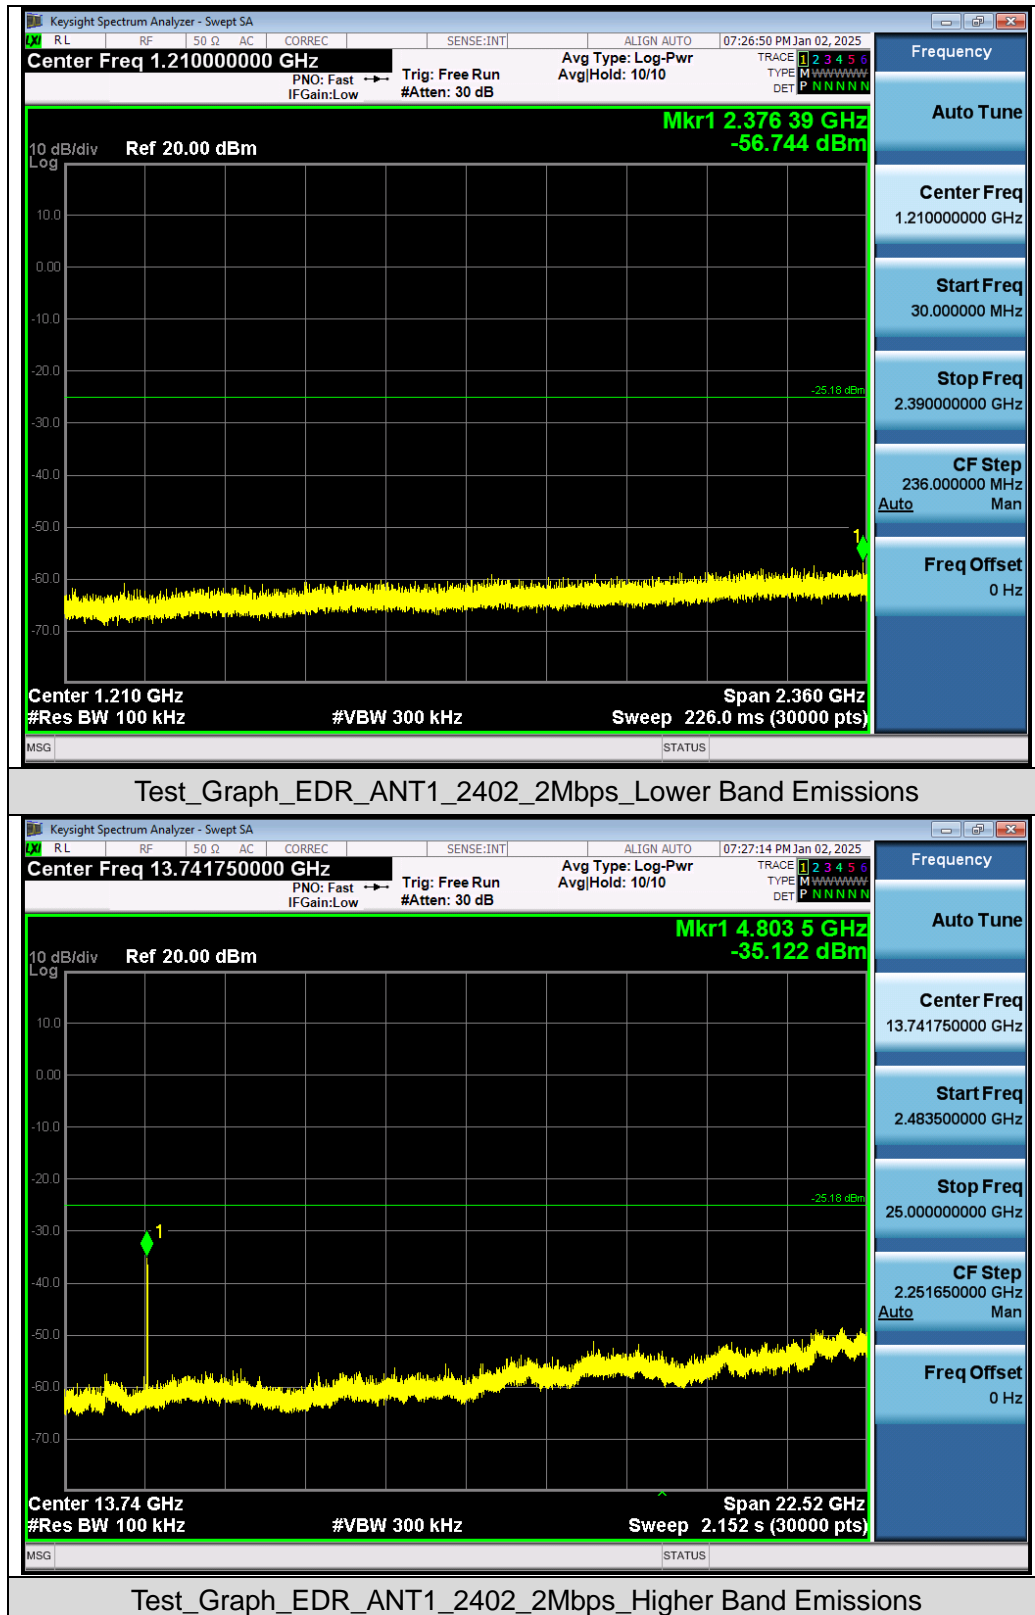 Keysight Spectrum Analyzer - Swept SA
LXI RL RF 50 Ω AC CORREC SENSE:INT ALIGN AUTO 07:26:50 PM Jan 02, 2025
Center Freq 1.210000000 GHz
PNO: Fast
IFGain:Low
Trig: Free Run
#Atten: 30 dB
Avg Type: Log-Pwr
Avg|Hold: 10/10
TRACE 1 2 3 4 5 6
TYPE M WWWWW
DET P N N N N N
Frequency
Mkr1 2.376 39 GHz
-56.744 dBm
10 dB/div Ref 20.00 dBm
Log
10.0
0.00
-10.0
-20.0
-25.18 dBm
-30.0
-40.0
-50.0
1
-60.0
-70.0
Center 1.210 GHz Span 2.360 GHz
#Res BW 100 kHz #VBW 300 kHz Sweep 226.0 ms (30000 pts)
MSG STATUS
Auto Tune
Center Freq
1.210000000 GHz
Start Freq
30.000000 MHz
Stop Freq
2.390000000 GHz
CF Step
236.000000 MHz
Auto Man
Freq Offset
0 Hz
Test_Graph_EDR_ANT1_2402_2Mbps_Lower Band Emissions
Keysight Spectrum Analyzer - Swept SA
LXI RL RF 50 Ω AC CORREC SENSE:INT ALIGN AUTO 07:27:14 PM Jan 02, 2025
Center Freq 13.741750000 GHz
PNO: Fast
IFGain:Low
Trig: Free Run
#Atten: 30 dB
Avg Type: Log-Pwr
Avg|Hold: 10/10
TRACE 1 2 3 4 5 6
TYPE M WWWWW
DET P N N N N N
Frequency
Mkr1 4.803 5 GHz
-35.122 dBm
10 dB/div Ref 20.00 dBm
Log
10.0
0.00
-10.0
-20.0
-25.18 dBm
-30.0
1
-40.0
-50.0
-60.0
-70.0
Center 13.74 GHz Span 22.52 GHz
#Res BW 100 kHz #VBW 300 kHz Sweep 2.152 s (30000 pts)
MSG STATUS
Auto Tune
Center Freq
13.741750000 GHz
Start Freq
2.483500000 GHz
Stop Freq
25.000000000 GHz
CF Step
2.251650000 GHz
Auto Man
Freq Offset
0 Hz
Test_Graph_EDR_ANT1_2402_2Mbps_Higher Band Emissions